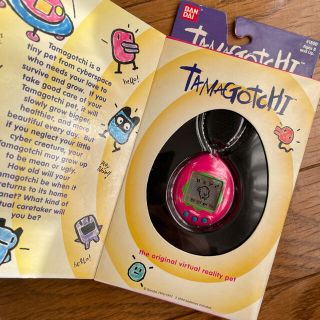 Tamagotchi is a
tiny pet from cyberspace
who needs your love to
survive and grow. If you
take good care of your
Tamagotchi pet, it will
slowly grow bigger,
healthier, and more
beautiful every day. But
if you neglect your little
cyber creature, your
Tamagotchi may grow up
to be mean or ugly.
How old will your
Tamagotchi be when it
returns to its home
planet? What kind of
virtual caretaker will
you be?
hello!
hello!
BAN
DAI
TAMAGOTCHI
TAMAGOTCHI
the original virtual reality pet